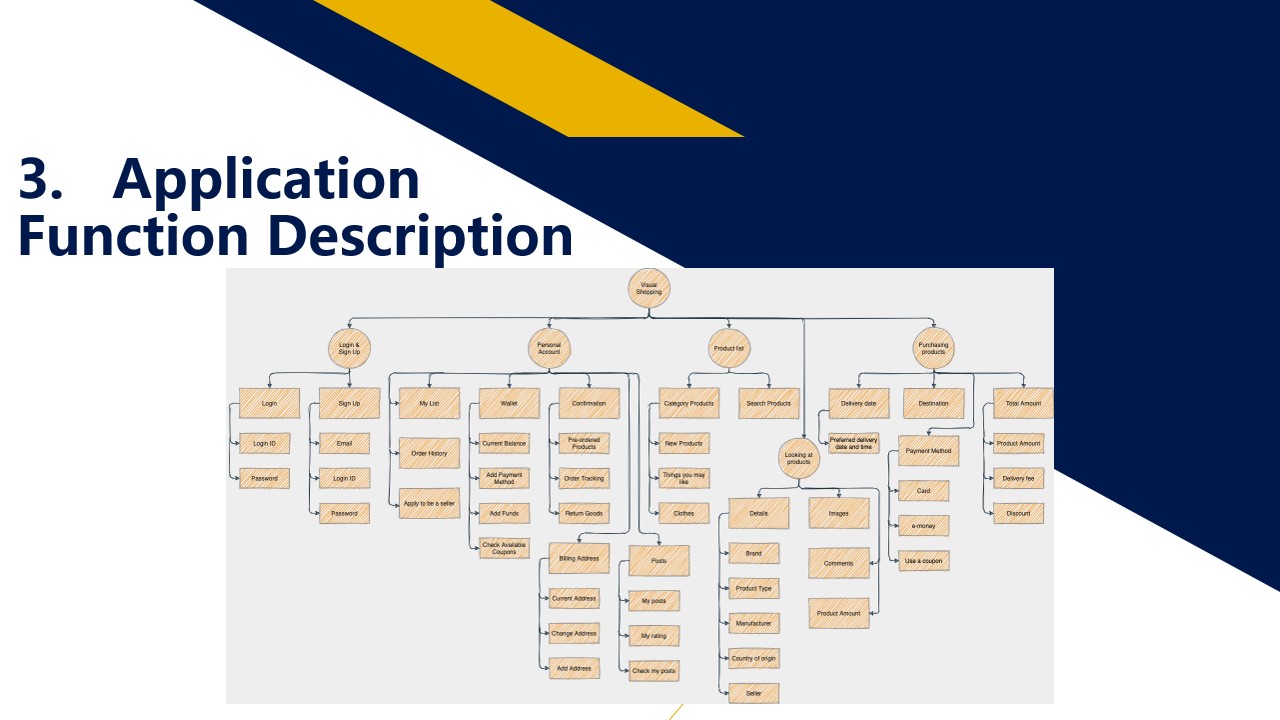 3. Application
Function Description
Visual
Shopping
Login &
Sign Up
Personal
Account
Product list
Purchasing
products
Login
Sign Up
My List
Wallet
Confirmation
Category Products
Search Products
Delivery date
Destination
Total Amount
Login ID
Email
Order History
Current Balance
Pre-ordered
Products
New Products
Looking at
products
Preferred delivery
date and time
Payment Method
Product Amount
Password
Login ID
Apply to be a seller
Add Payment
Method
Order Tracking
Things you may
like
Card
Delivery fee
Password
Add Funds
Return Goods
Clothes
Details
Images
e-money
Discount
Check Available
Coupons
Billing Address
Posts
Brand
Comments
Use a coupon
Current Address
My posts
Product Type
Product Amount
Change Address
My rating
Manufacturer
Add Address
Check my posts
Country of origin
Seller